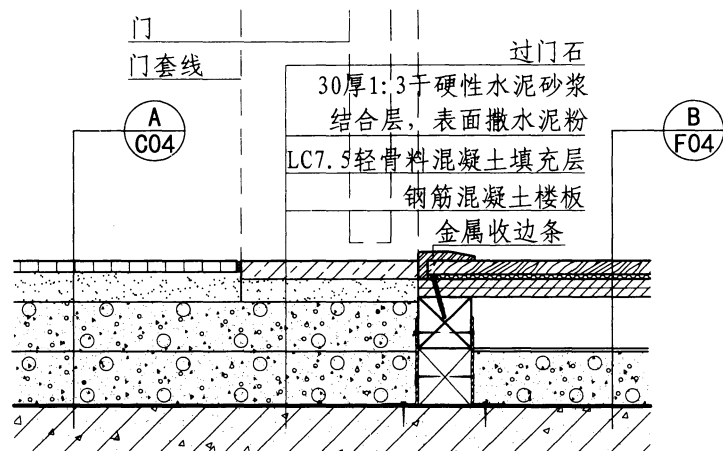 门
门套线
过门石
30厚1:3干硬性水泥砂浆
结合层，表面撒水泥粉
LC7.5轻骨料混凝土填充层
钢筋混凝土楼板
金属收边条
A
C04
B
F04